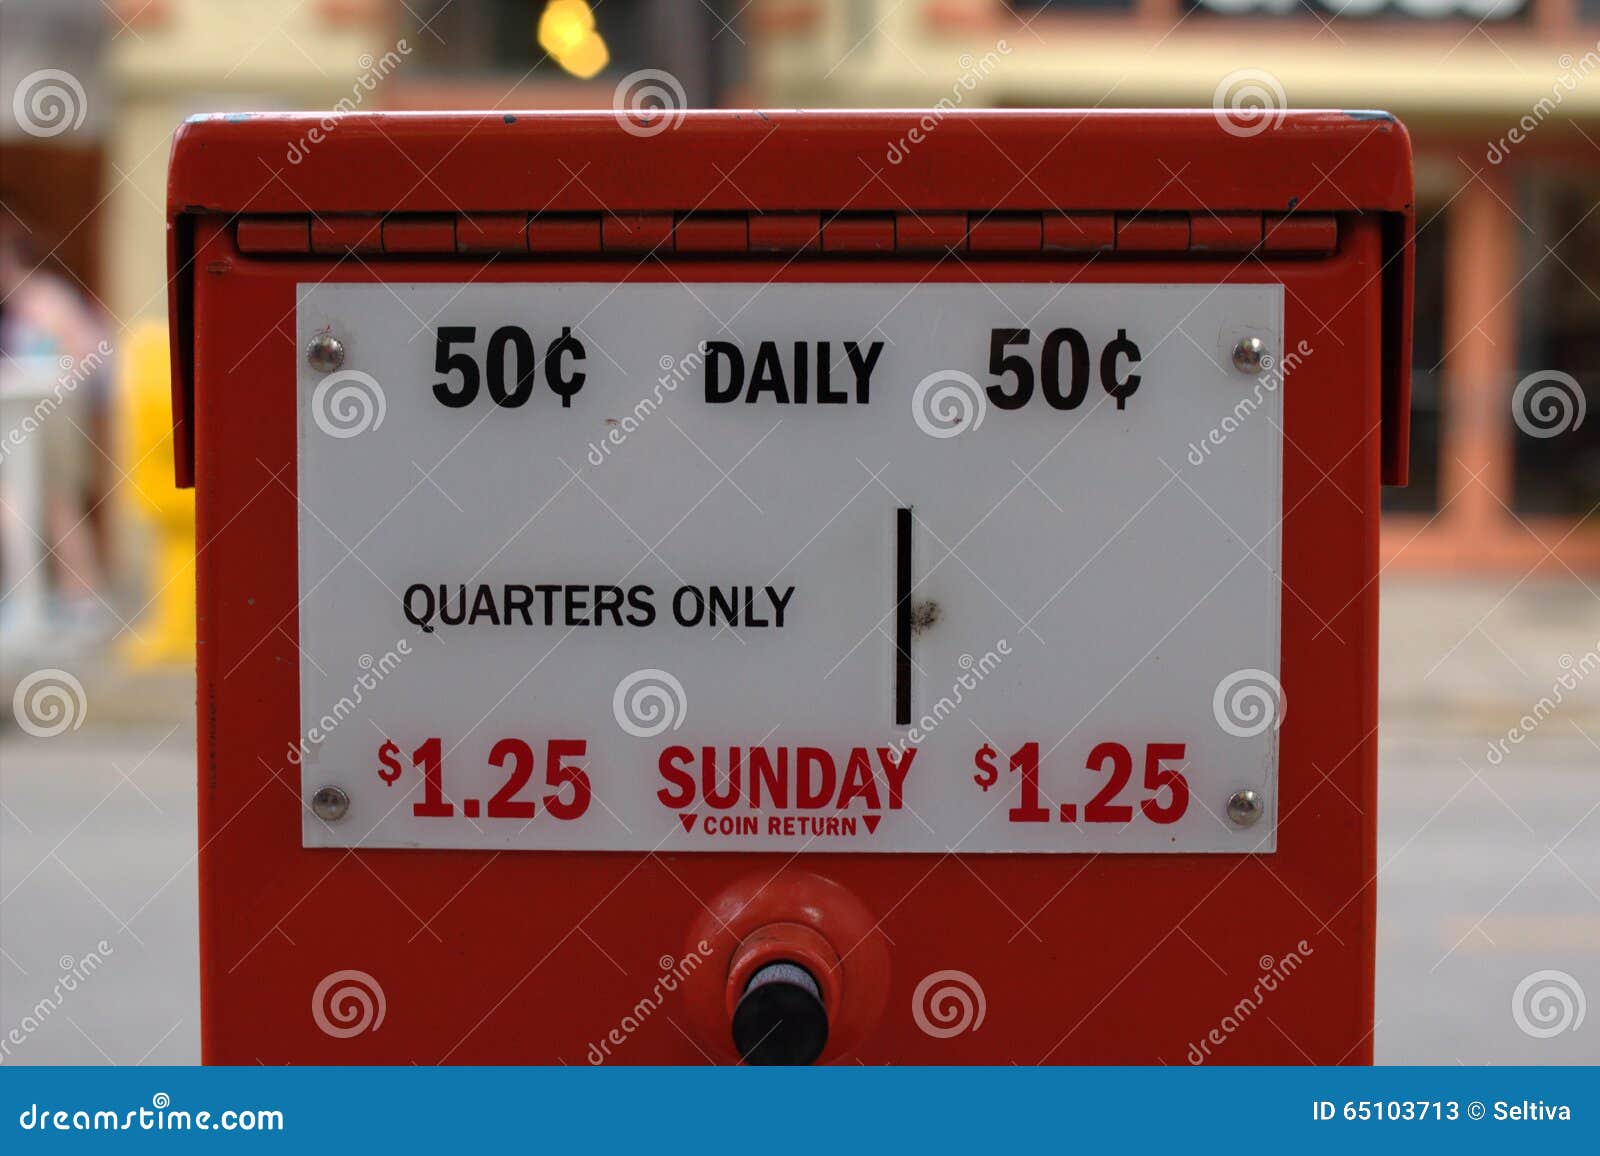 50¢ DAILY 50¢
QUARTERS ONLY
$1.25 SUNDAY $1.25
▼COIN RETURN▼
dreamstime.com
ID 65103713 © Seltiva